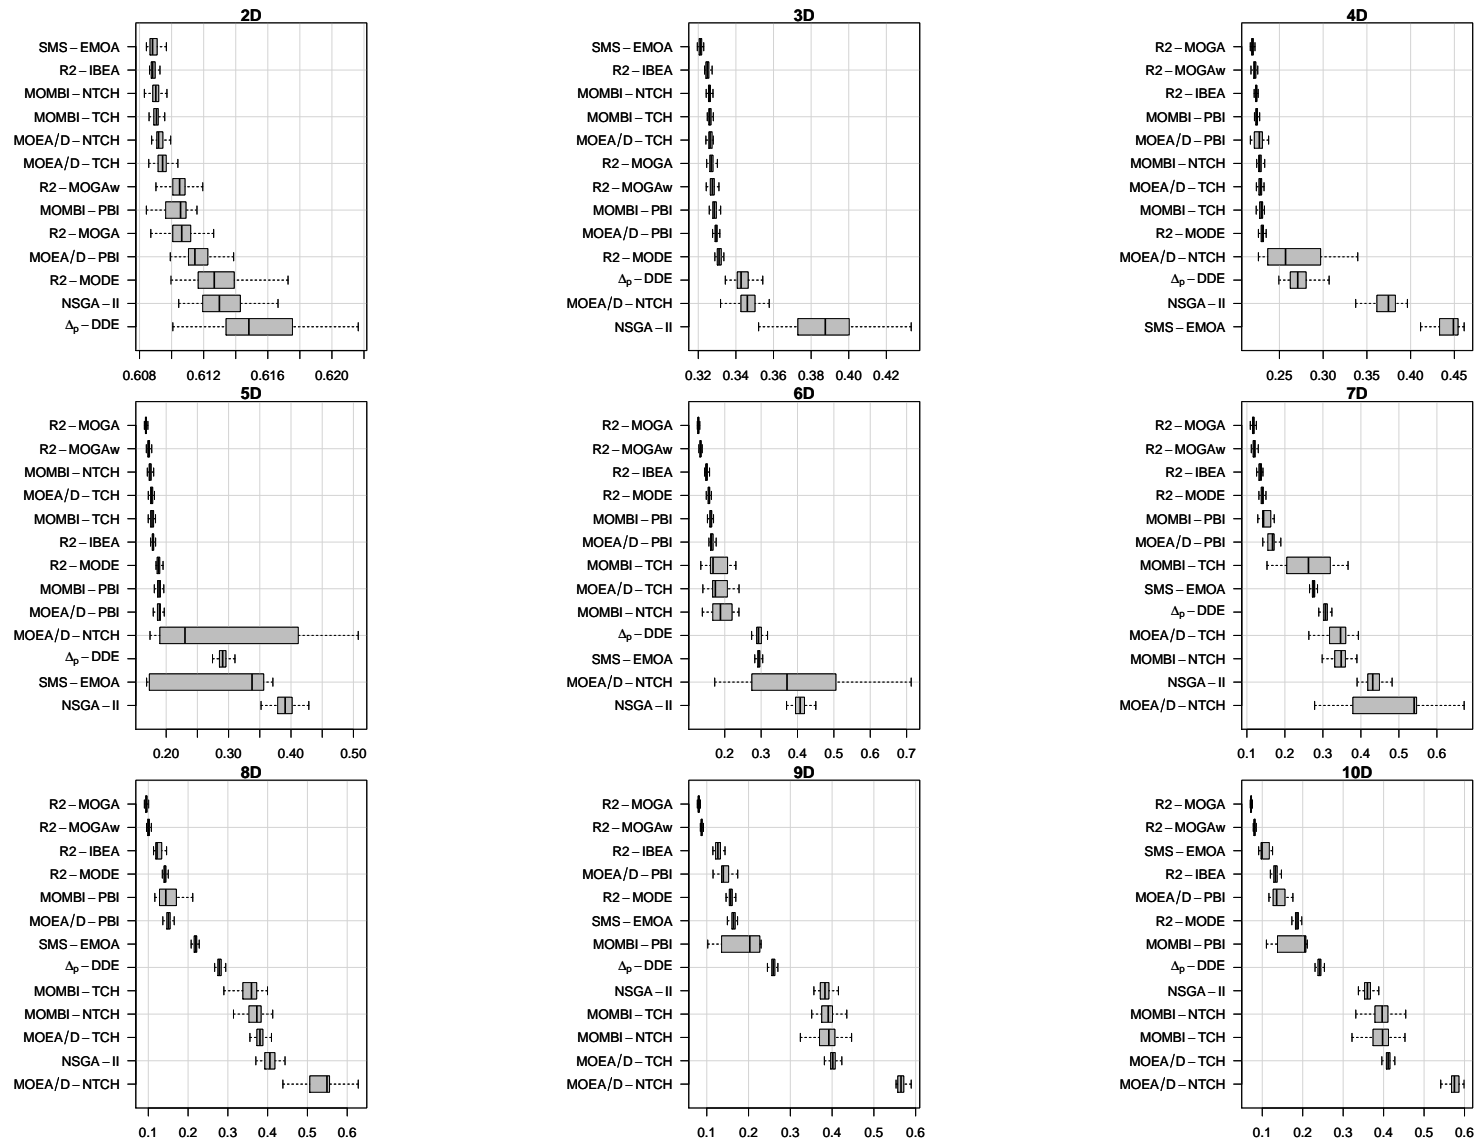 2D
SMS-EMOA
R2-IBEA
MOMBI-NTCH
MOMBI-TCH
MOEA/D-NTCH
MOEA/D-TCH
R2-MOGAw
MOMBI-PBI
R2-MOGA
MOEA/D-PBI
R2-MODE
NSGA-II
Δp-DDE
0.608 0.612 0.616 0.620
3D
SMS-EMOA
R2-IBEA
MOMBI-NTCH
MOMBI-TCH
MOEA/D-TCH
R2-MOGA
R2-MOGAw
MOMBI-PBI
MOEA/D-PBI
R2-MODE
Δp-DDE
MOEA/D-NTCH
NSGA-II
0.32 0.34 0.36 0.38 0.40 0.42
4D
R2-MOGA
R2-MOGAw
R2-IBEA
MOMBI-PBI
MOEA/D-PBI
MOMBI-NTCH
MOEA/D-TCH
MOMBI-TCH
R2-MODE
MOEA/D-NTCH
Δp-DDE
NSGA-II
SMS-EMOA
0.25 0.30 0.35 0.40 0.45
5D
R2-MOGA
R2-MOGAw
MOMBI-NTCH
MOEA/D-TCH
MOMBI-TCH
R2-IBEA
R2-MODE
MOMBI-PBI
MOEA/D-PBI
MOEA/D-NTCH
Δp-DDE
SMS-EMOA
NSGA-II
0.20 0.30 0.40 0.50
6D
R2-MOGA
R2-MOGAw
R2-IBEA
R2-MODE
MOMBI-PBI
MOEA/D-PBI
MOMBI-TCH
MOEA/D-TCH
MOMBI-NTCH
Δp-DDE
SMS-EMOA
MOEA/D-NTCH
NSGA-II
0.2 0.3 0.4 0.5 0.6 0.7
7D
R2-MOGA
R2-MOGAw
R2-IBEA
R2-MODE
MOMBI-PBI
MOEA/D-PBI
MOMBI-TCH
SMS-EMOA
Δp-DDE
MOEA/D-TCH
MOMBI-NTCH
NSGA-II
MOEA/D-NTCH
0.1 0.2 0.3 0.4 0.5 0.6
8D
R2-MOGA
R2-MOGAw
R2-IBEA
R2-MODE
MOMBI-PBI
MOEA/D-PBI
SMS-EMOA
Δp-DDE
MOMBI-TCH
MOMBI-NTCH
MOEA/D-TCH
NSGA-II
MOEA/D-NTCH
0.1 0.2 0.3 0.4 0.5 0.6
9D
R2-MOGA
R2-MOGAw
R2-IBEA
MOEA/D-PBI
R2-MODE
SMS-EMOA
MOMBI-PBI
Δp-DDE
NSGA-II
MOMBI-TCH
MOMBI-NTCH
MOEA/D-TCH
MOEA/D-NTCH
0.1 0.2 0.3 0.4 0.5 0.6
10D
R2-MOGA
R2-MOGAw
SMS-EMOA
R2-IBEA
MOEA/D-PBI
R2-MODE
MOMBI-PBI
Δp-DDE
NSGA-II
MOMBI-NTCH
MOMBI-TCH
MOEA/D-TCH
MOEA/D-NTCH
0.1 0.2 0.3 0.4 0.5 0.6